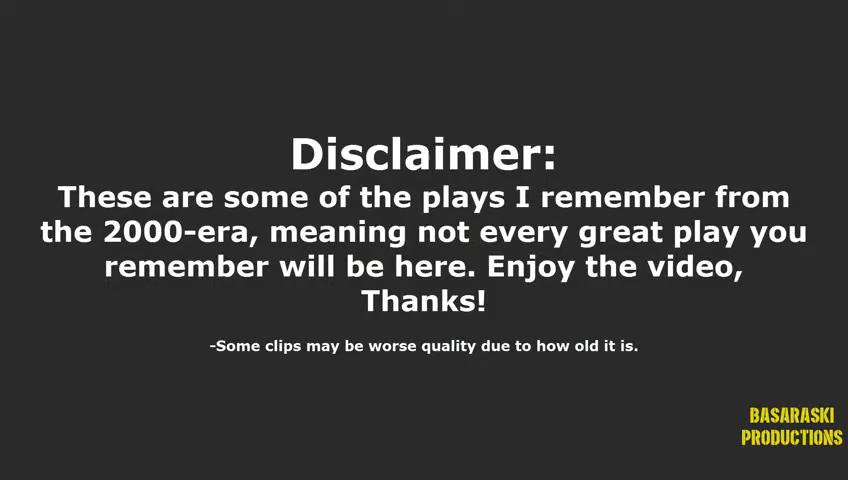 Disclaimer:
These are some of the plays I remember from
the 2000-era, meaning not every great play you
remember will be here. Enjoy the video,
Thanks!
-Some clips may be worse quality due to how old it is.
BASARASKI
PRODUCTIONS